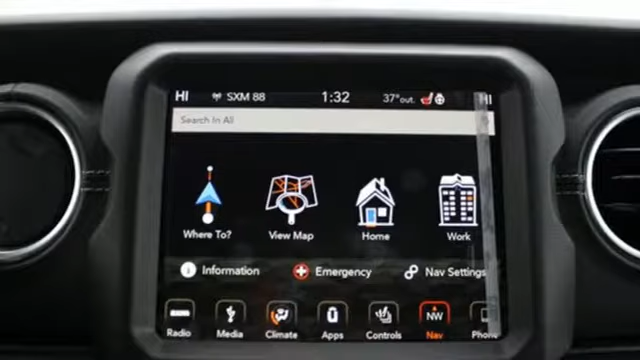 HI SXM 88 1:32 37° out. HI
Search In All
Where To? View Map Home Work
Information Emergency Nav Settings
NW
Radio Media Climate Apps Controls Nav Phone